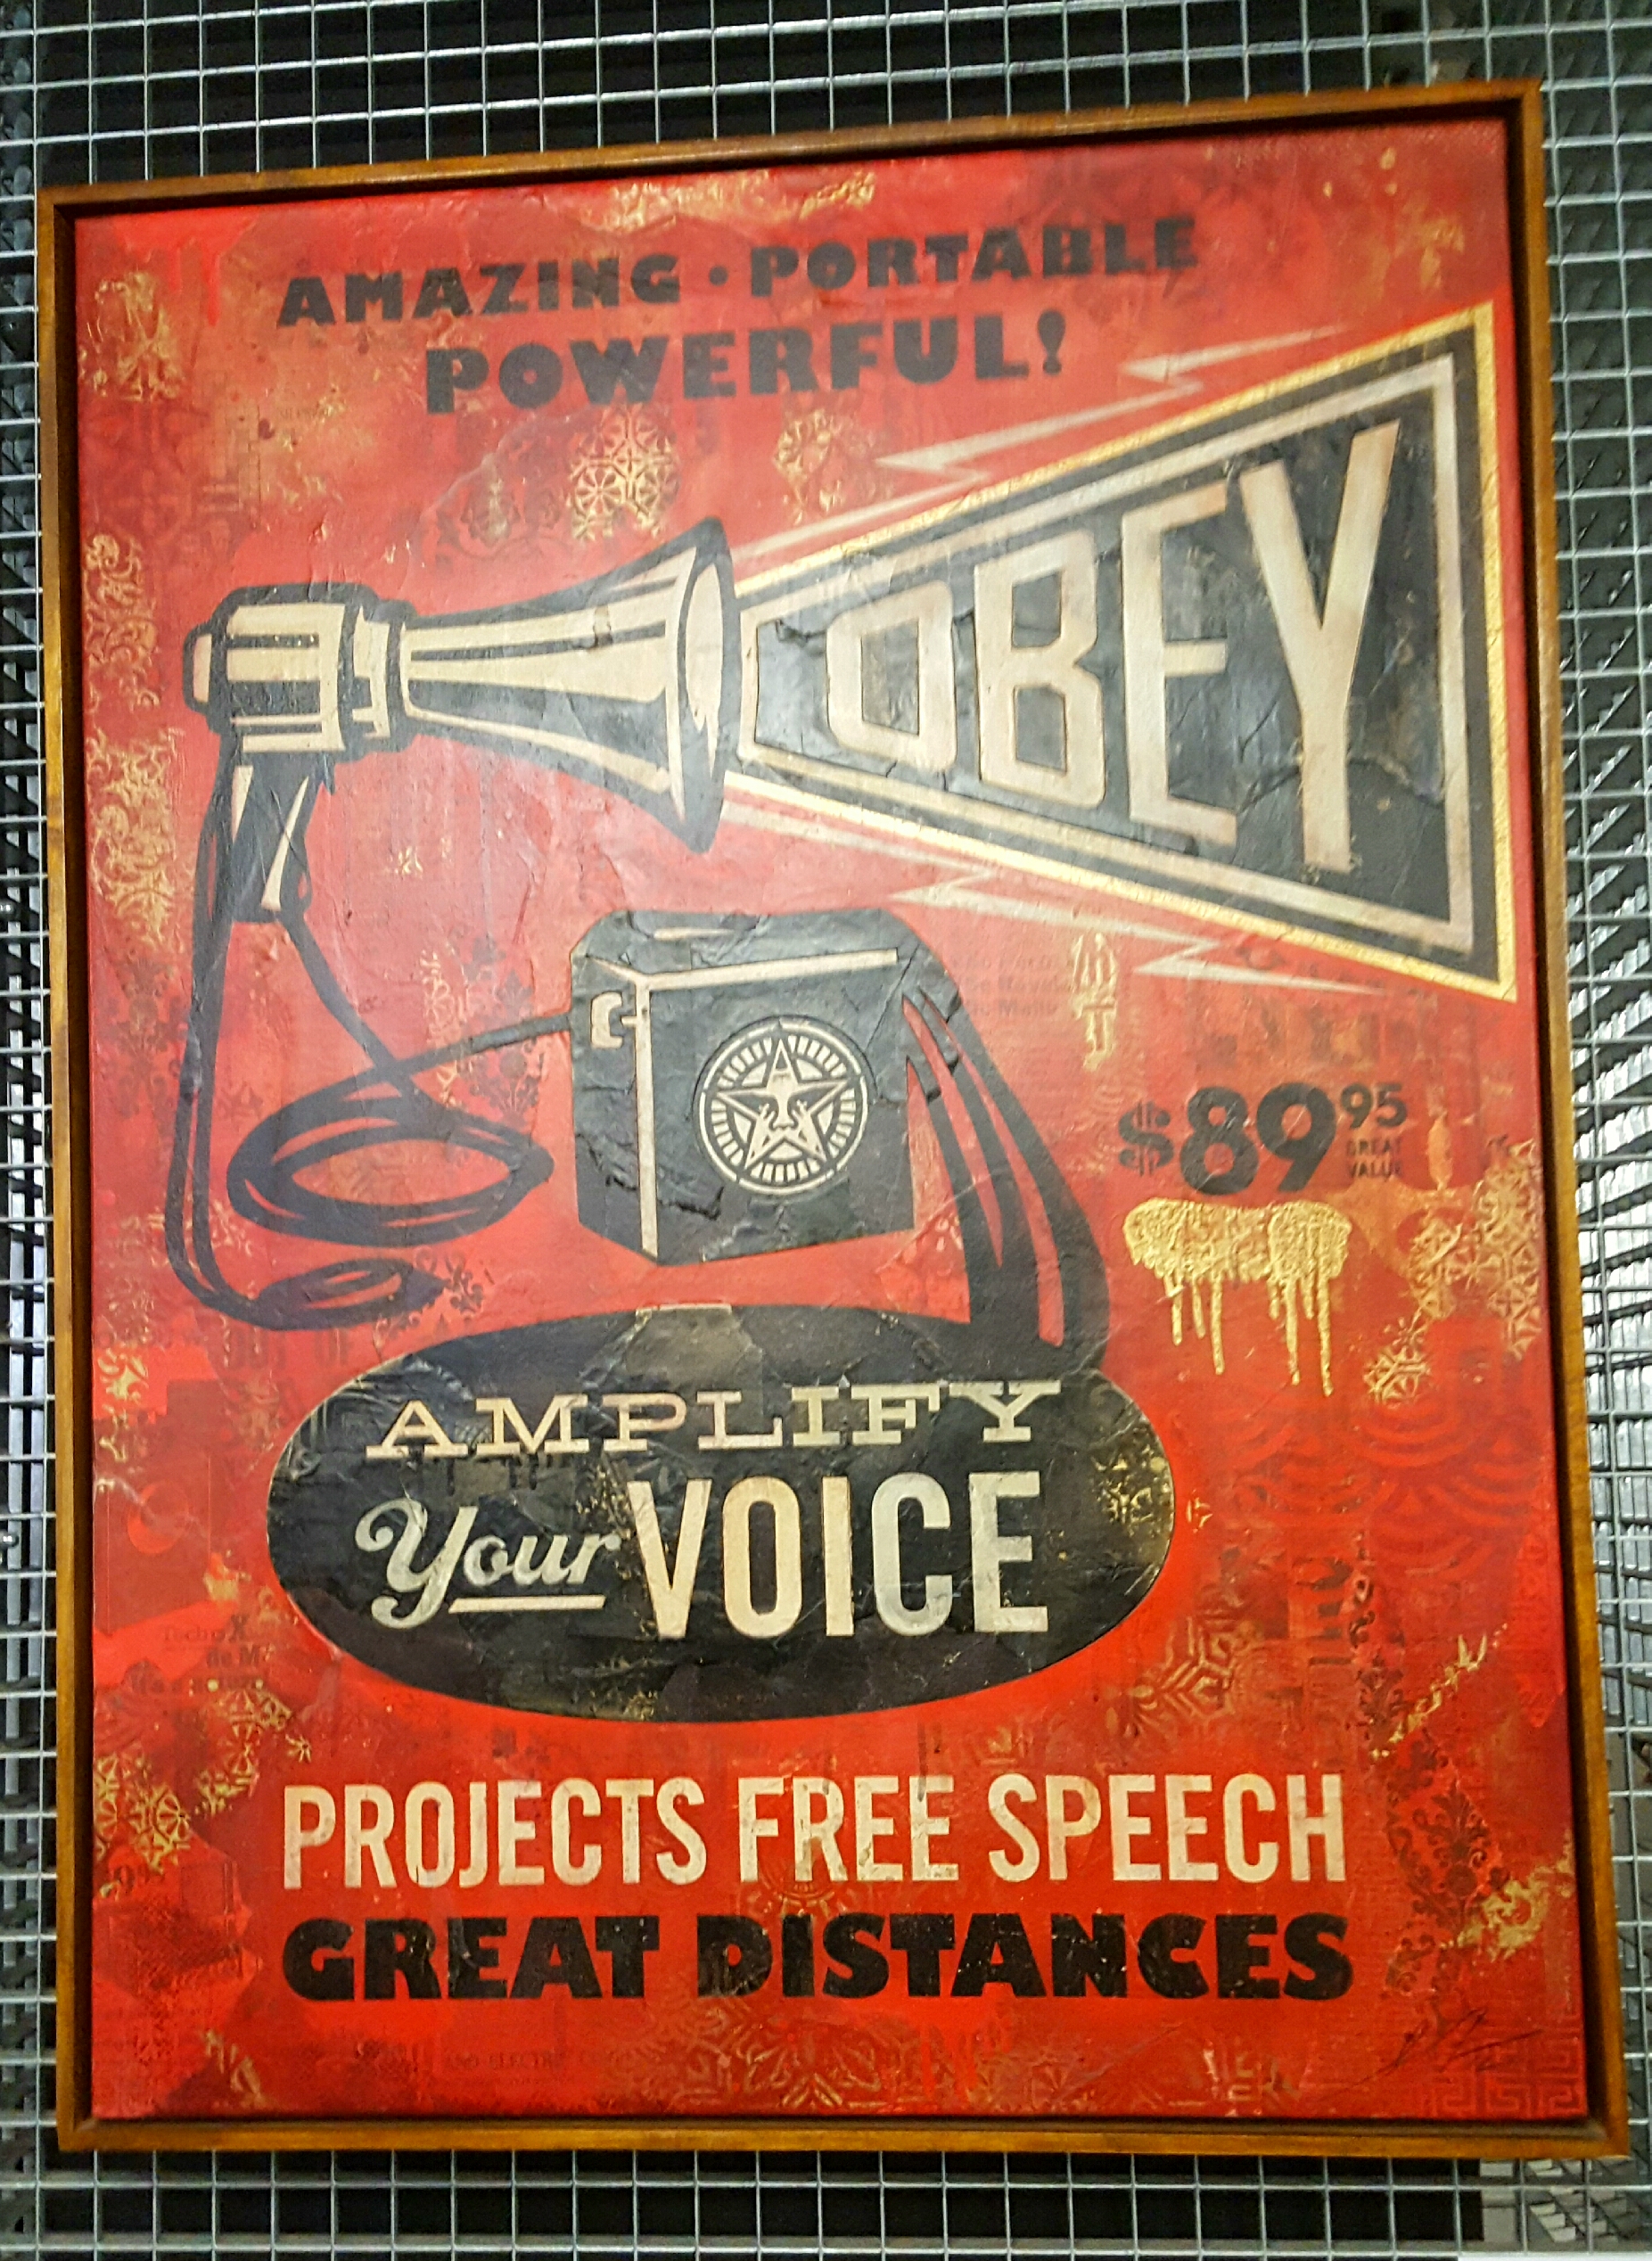 AMAZING · PORTABLE
POWERFUL!
OBEY
$89 95
GREAT
VALUE
AMPLIFY
Your VOICE
PROJECTS FREE SPEECH
GREAT DISTANCES